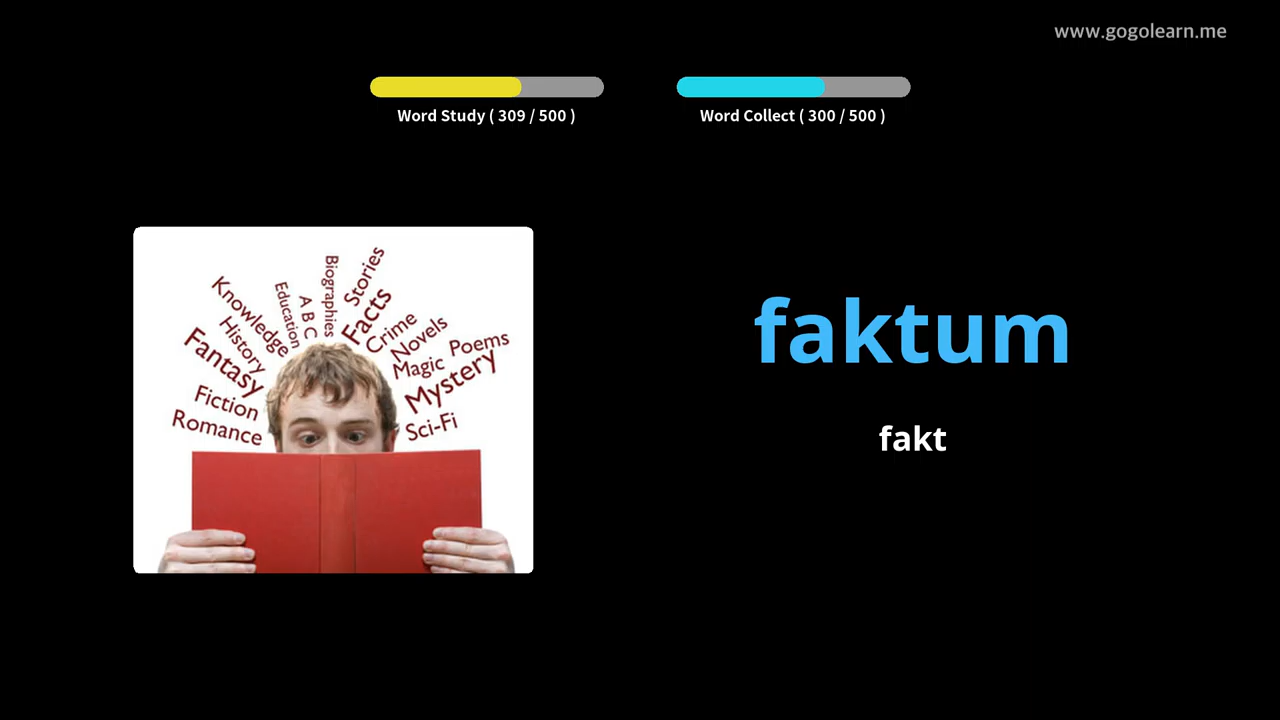 www.gogolearn.me
Word Study ( 309 / 500 )
Word Collect ( 300 / 500 )
Knowledge
Education
A B C
Biographies
Stories
Facts
History
Crime
Novels
Poems
Fantasy
Magic
Mystery
Fiction
Romance
Sci-Fi
faktum
fakt